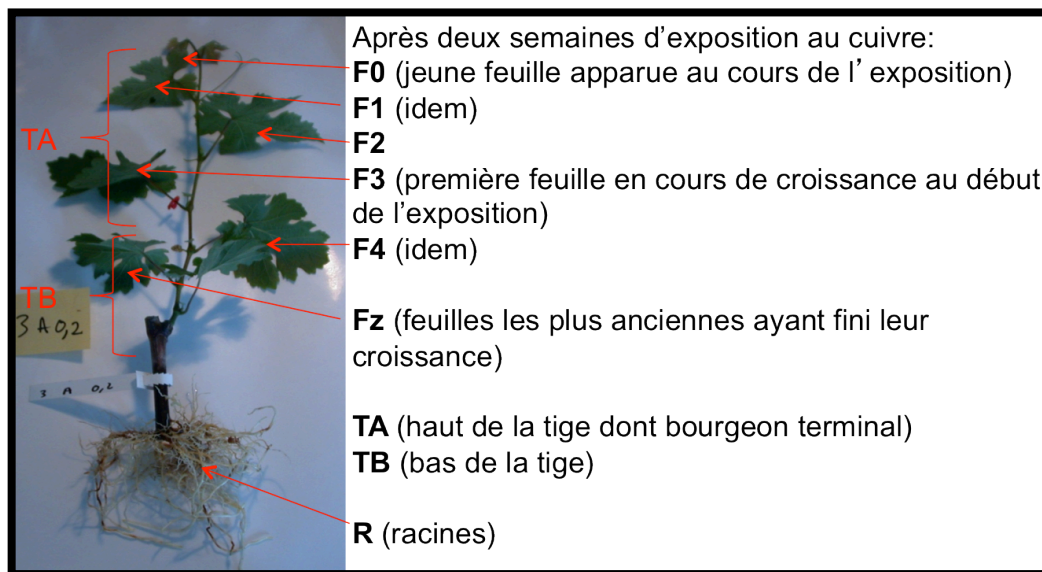 Après deux semaines d'exposition au cuivre:
F0 (jeune feuille apparue au cours de l'exposition)
F1 (idem)
F2
F3 (première feuille en cours de croissance au début
de l'exposition)
F4 (idem)
Fz (feuilles les plus anciennes ayant fini leur
croissance)
TA (haut de la tige dont bourgeon terminal)
TB (bas de la tige)
R (racines)
TA
TB
3 A 0,2
3 A 0,2